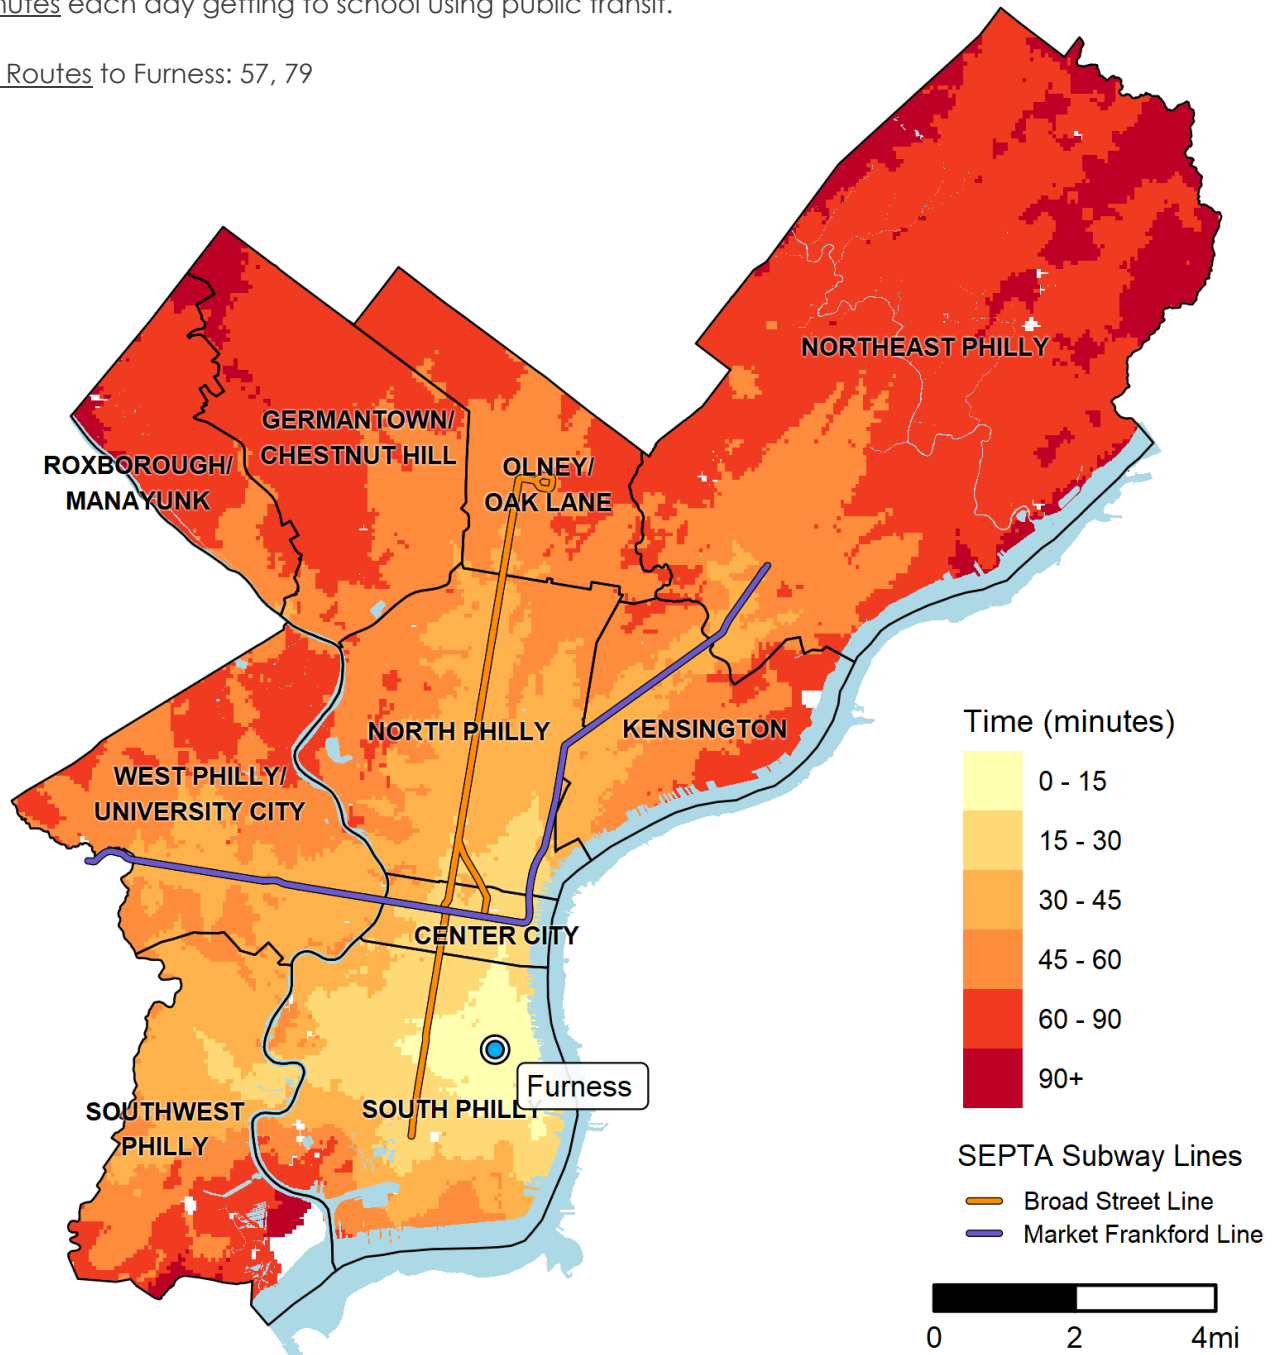 nutes each day getting to school using public transit.
Routes to Furness: 57, 79
NORTHEAST PHILLY
GERMANTOWN/
CHESTNUT HILL
ROXBOROUGH/
MANAYUNK
OLNEY/
OAK LANE
NORTH PHILLY
KENSINGTON
WEST PHILLY/
UNIVERSITY CITY
CENTER CITY
Furness
SOUTH PHILLY
SOUTHWEST
PHILLY
Time (minutes)
0 - 15
15 - 30
30 - 45
45 - 60
60 - 90
90+
SEPTA Subway Lines
Broad Street Line
Market Frankford Line
0 2 4mi